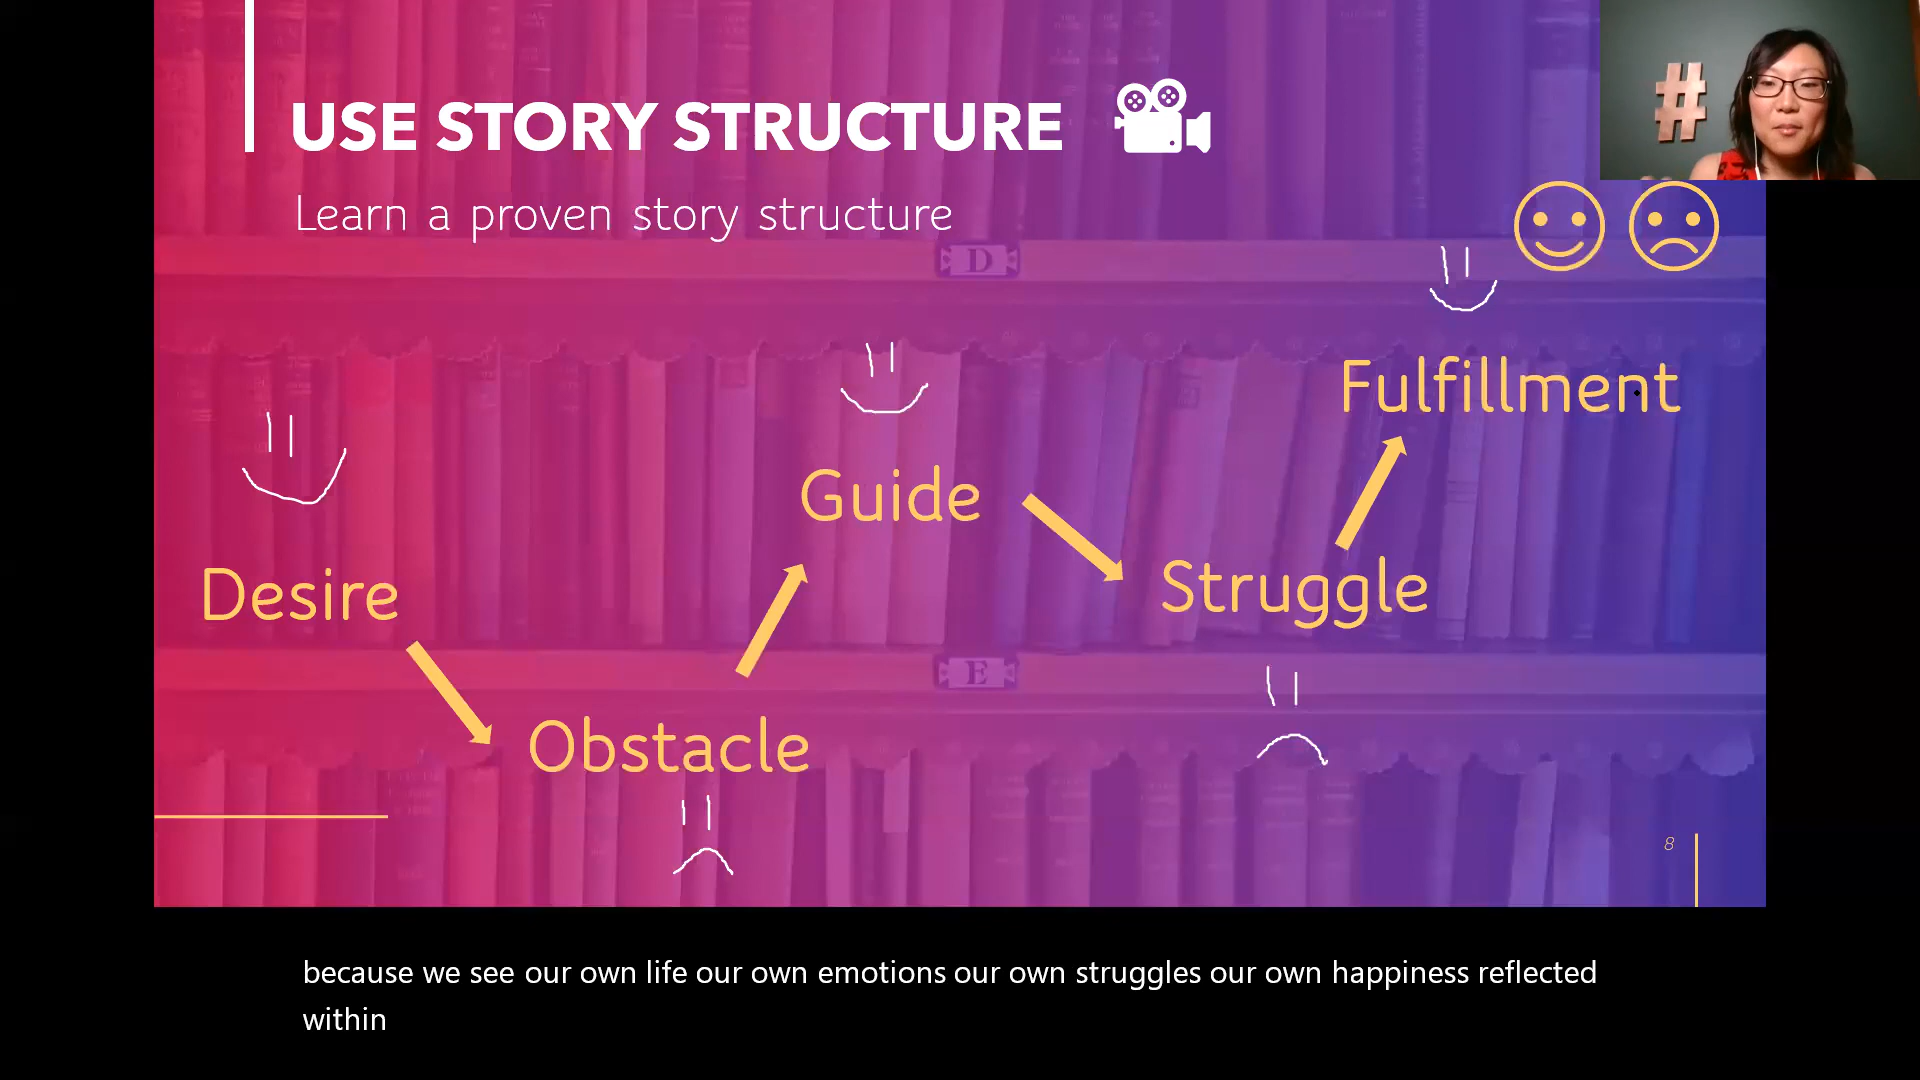 USE STORY STRUCTURE
#
Learn a proven story structure
D
Fulfillment
Guide
Desire
Struggle
E
Obstacle
8
because we see our own life our own emotions our own struggles our own happiness reflected
within